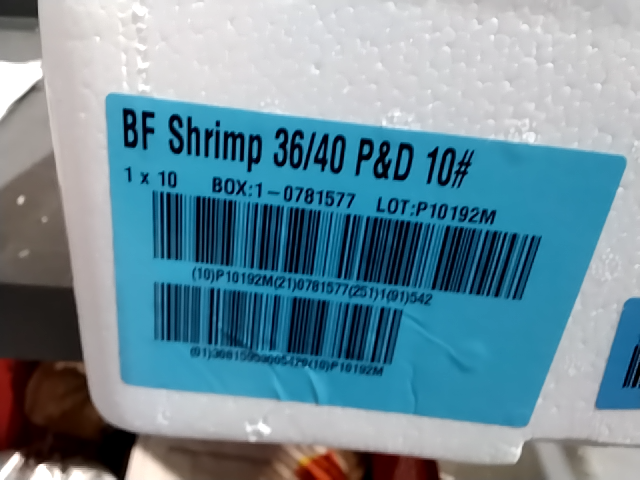 BF Shrimp 36/40 P&D 10#
1 x 10 BOX:1-0781577 LOT:P10192M
(10)P10192M(21)0781577(251)1(91)542